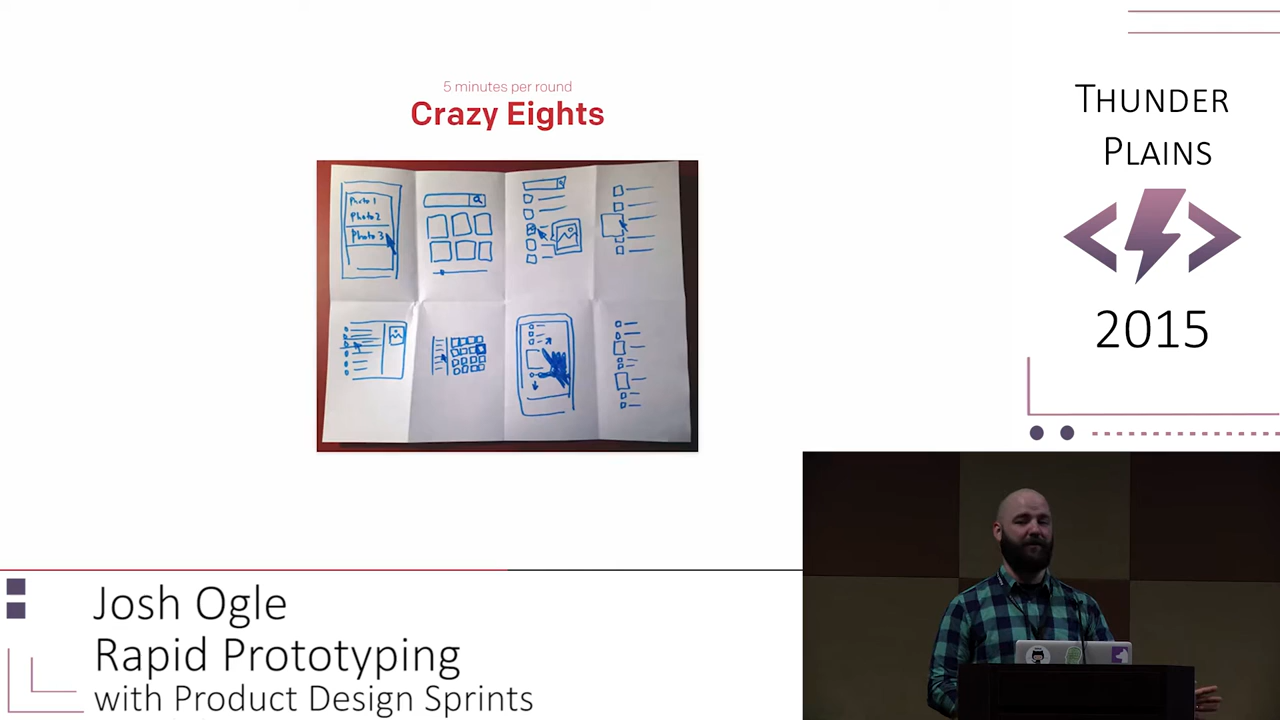 5 minutes per round
Crazy Eights
Photo 1
Photo 2
Photo 3
THUNDER
PLAINS
2015
Josh Ogle
Rapid Prototyping
with Product Design Sprints